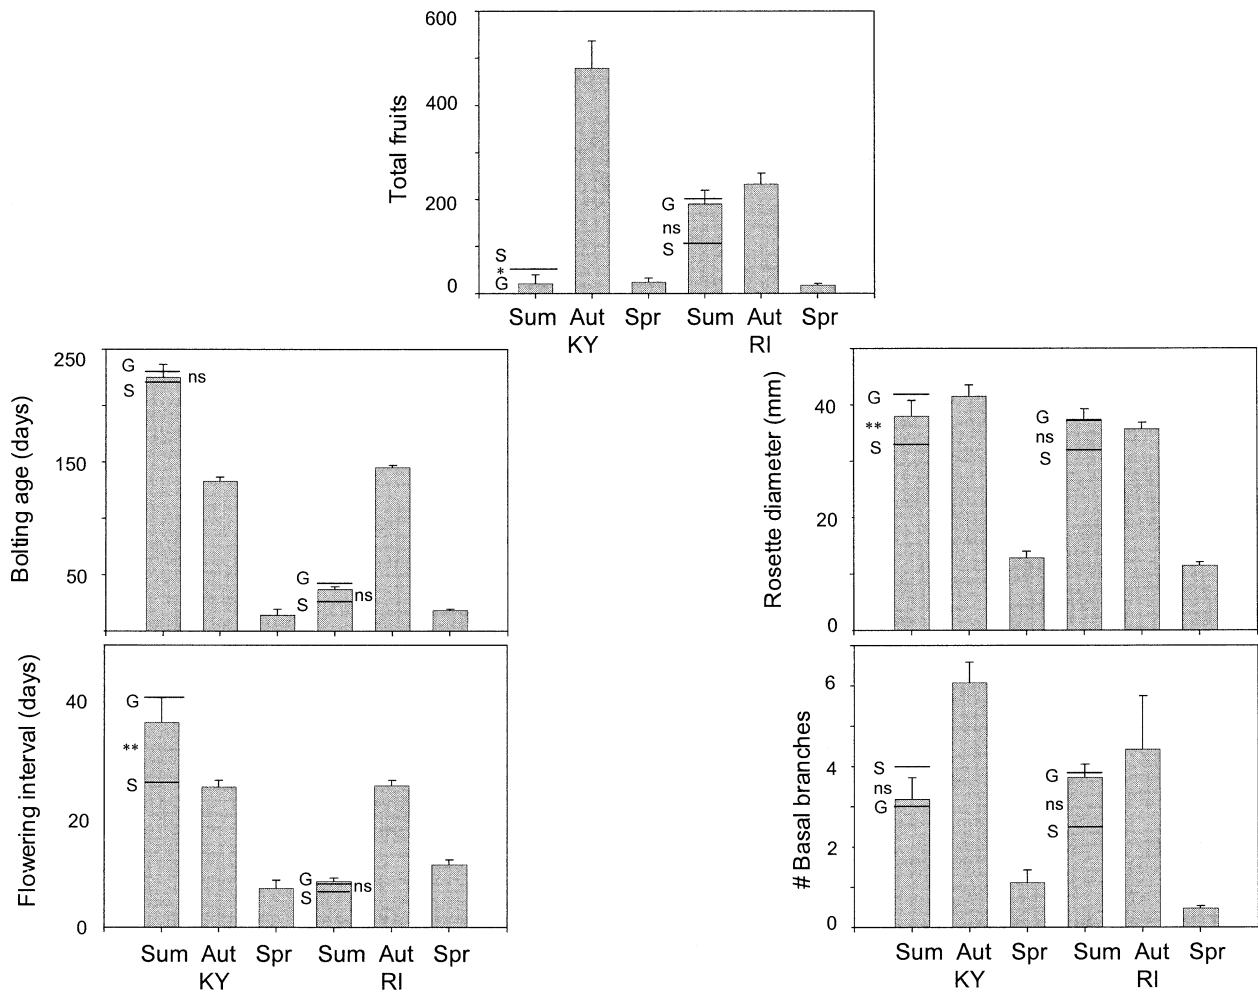 Total fruits
600
400
200
0
S
*
G
G
ns
S
Sum Aut Spr Sum Aut Spr
KY RI
Bolting age (days)
250
150
50
G
S
ns
G
S
ns
Rosette diameter (mm)
40
20
0
G
**
S
G
ns
S
Flowering interval (days)
40
20
0
G
**
S
G
S
ns
Sum Aut Spr Sum Aut Spr
KY RI
# Basal branches
6
4
2
0
S
ns
G
G
ns
S
Sum Aut Spr Sum Aut Spr
KY RI